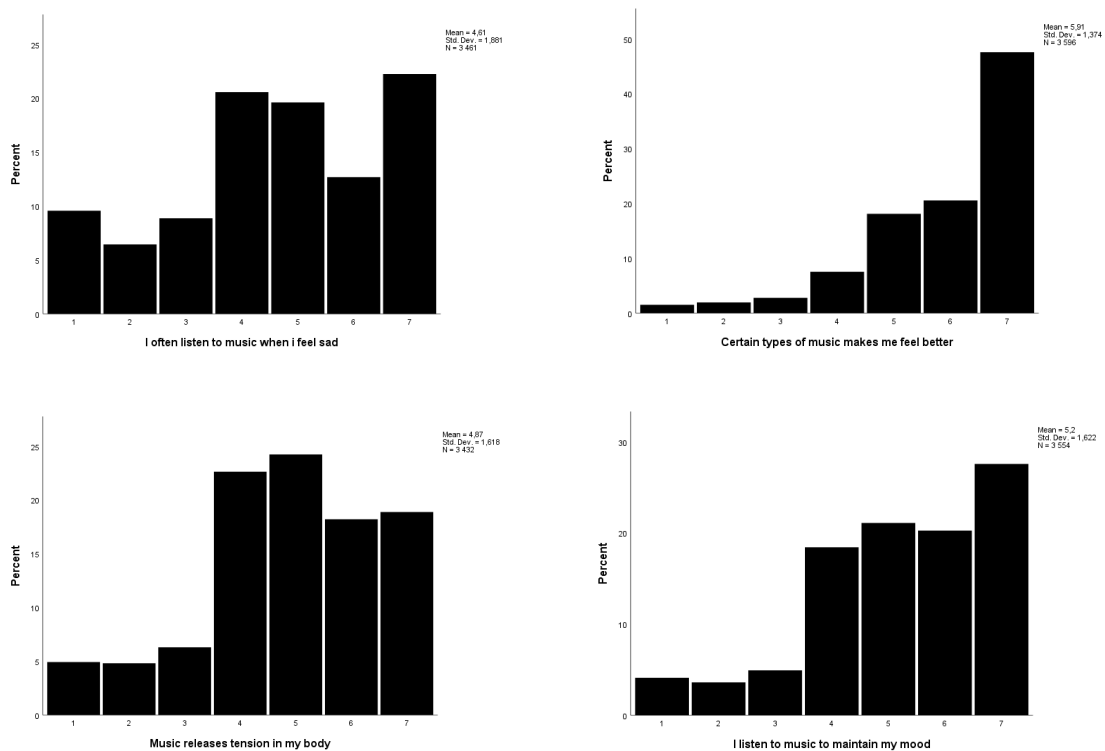 Mean = 4,61
Std. Dev. = 1,881
N = 3 461
25
20
15
10
5
0
Percent
1 2 3 4 5 6 7
I often listen to music when i feel sad
Mean = 5,91
Std. Dev. = 1,374
N = 3 596
50
40
30
20
10
0
Percent
1 2 3 4 5 6 7
Certain types of music makes me feel better
Mean = 4,87
Std. Dev. = 1,618
N = 3 432
25
20
15
10
5
0
Percent
1 2 3 4 5 6 7
Music releases tension in my body
Mean = 5,2
Std. Dev. = 1,622
N = 3 554
30
20
10
0
Percent
1 2 3 4 5 6 7
I listen to music to maintain my mood